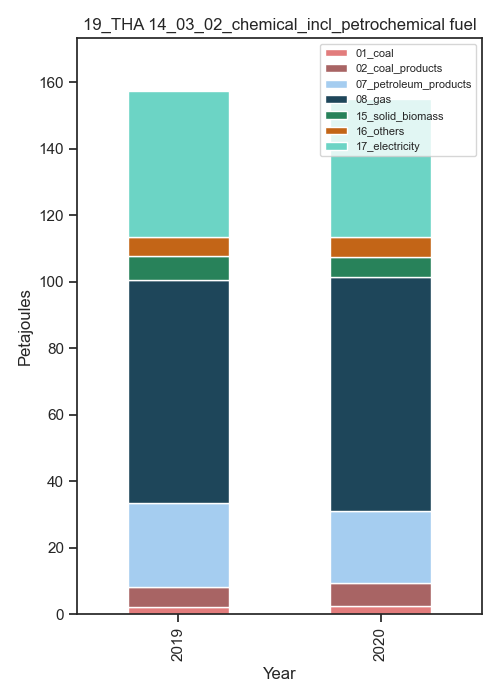 19_THA 14_03_02_chemical_incl_petrochemical fuel
01_coal
02_coal_products
07_petroleum_products
08_gas
15_solid_biomass
16_others
17_electricity
Petajoules
160
140
120
100
80
60
40
20
0
2019
2020
Year